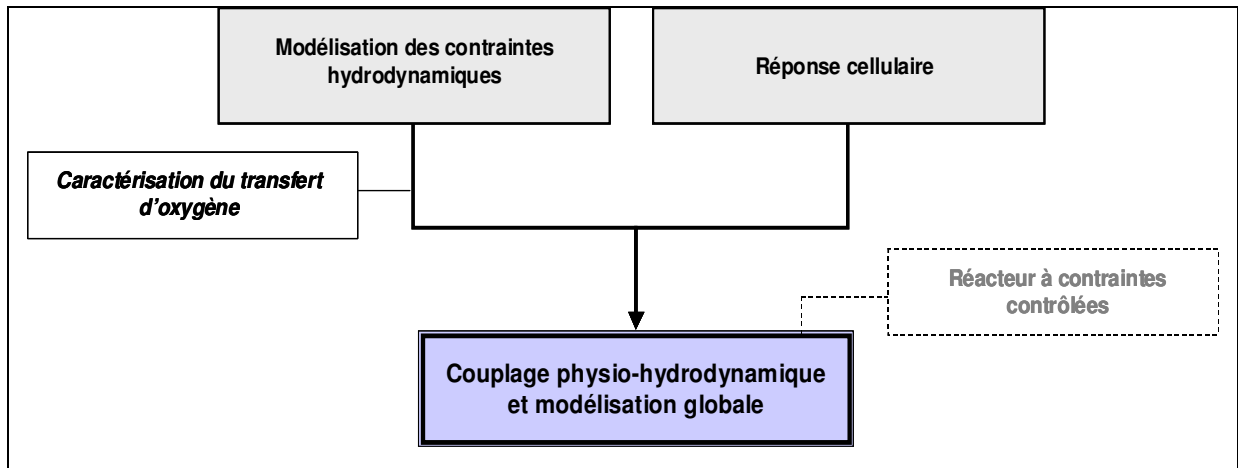 Modélisation des contraintes
hydrodynamiques
Réponse cellulaire
Caractérisation du transfert
d'oxygène
Réacteur à contraintes
contrôlées
Couplage physio-hydrodynamique
et modélisation globale